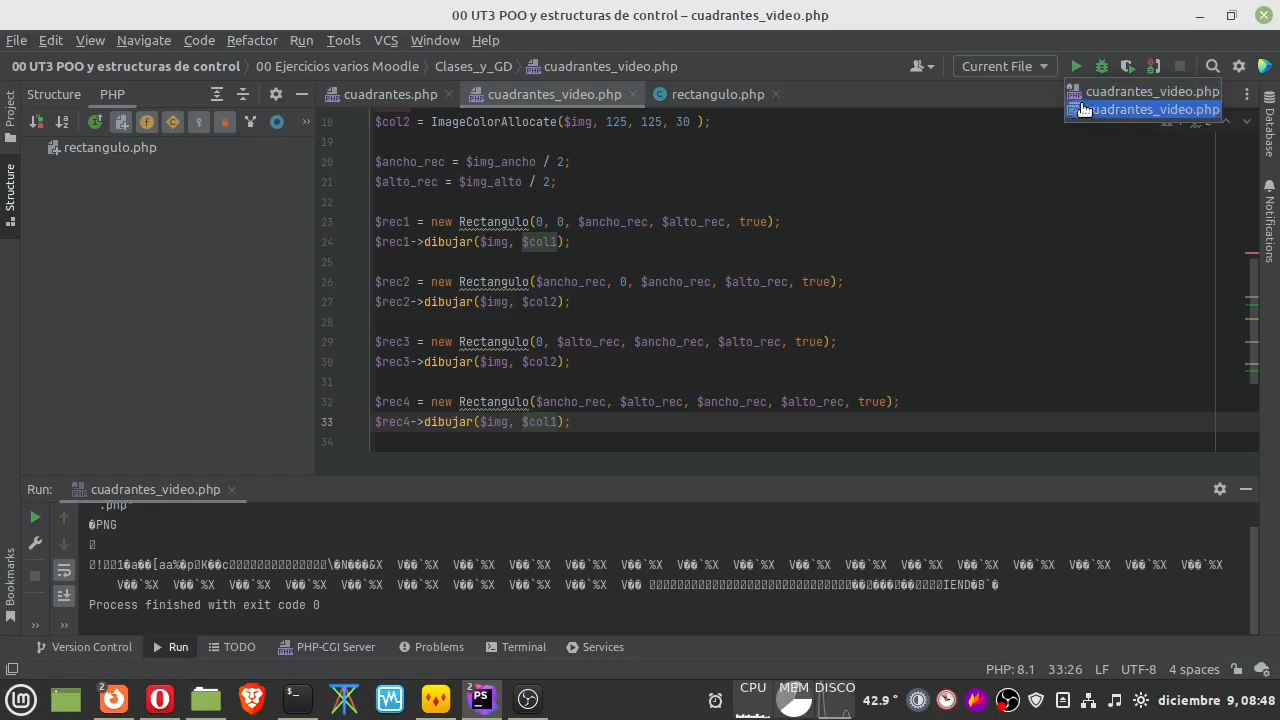 00 UT3 POO y estructuras de control – cuadrantes_video.php
File Edit View Navigate Code Refactor Run Tools VCS Window Help
00 UT3 POO y estructuras de control 00 Ejercicios varios Moodle Clases_y_GD cuadrantes_video.php
Current File
cuadrantes_video.php
cuadrantes_video.php
Structure PHP
cuadrantes.php cuadrantes_video.php rectangulo.php
rectangulo.php
Project
Structure
Bookmarks
Database
Notifications
18 $col2 = ImageColorAllocate($img, 125, 125, 30 );
19
20 $ancho_rec = $img_ancho / 2;
21 $alto_rec = $img_alto / 2;
22
23 $rec1 = new Rectangulo(0, 0, $ancho_rec, $alto_rec, true);
24 $rec1->dibujar($img, $col1);
25
26 $rec2 = new Rectangulo($ancho_rec, 0, $ancho_rec, $alto_rec, true);
27 $rec2->dibujar($img, $col2);
28
29 $rec3 = new Rectangulo(0, $alto_rec, $ancho_rec, $alto_rec, true);
30 $rec3->dibujar($img, $col2);
31
32 $rec4 = new Rectangulo($ancho_rec, $alto_rec, $ancho_rec, $alto_rec, true);
33 $rec4->dibujar($img, $col1);
34
Run: cuadrantes_video.php
.php"
�PNG
IEND�B`�
Process finished with exit code 0
Version Control Run TODO PHP-CGI Server Problems Terminal Services
PHP: 8.1 33:26 LF UTF-8 4 spaces
2 2 PS CPU MEM DISCO 42.9 ° diciembre 9, 08:48